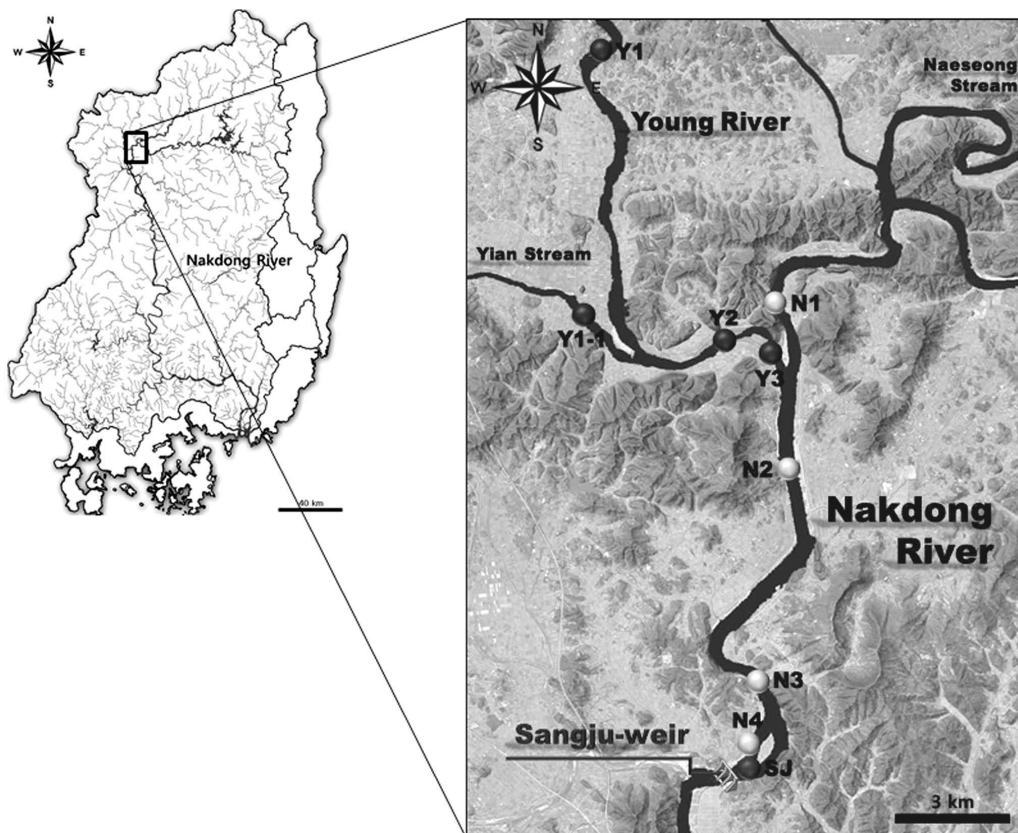 N
W E
S
Nakdong River
40 km
N
W E
S
Y1
Young River
Naeseong
Stream
Yian Stream
N1
Y1-1
Y2
Y3
N2
Nakdong
River
N3
N4
Sangju-weir
SJ
3 km